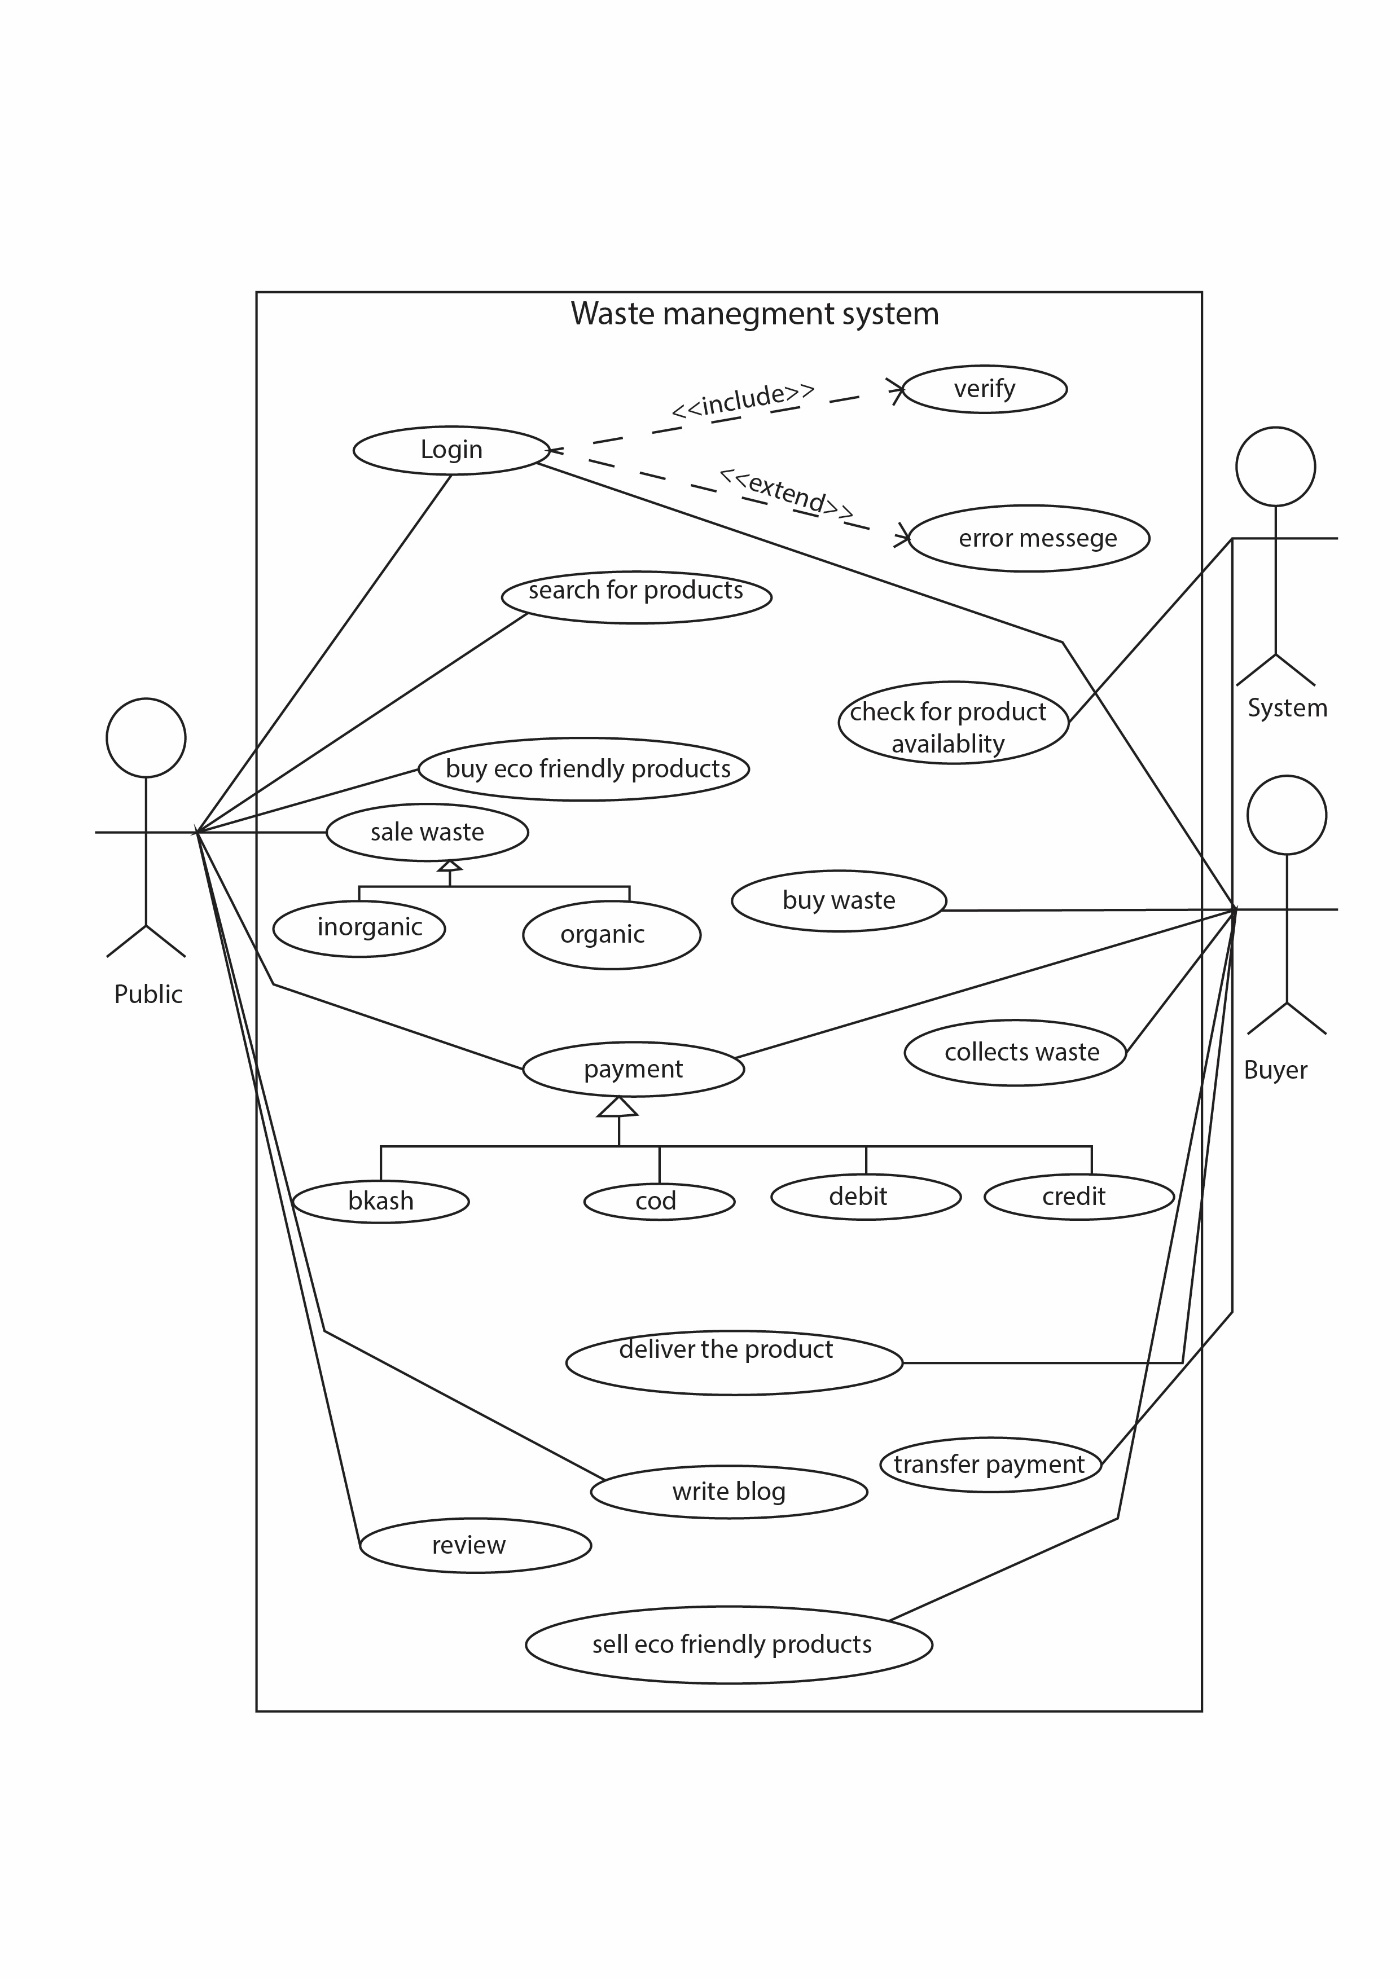 Waste manegment system
<<include>>
verify
Login
<<extend>>
error messege
search for products
System
check for product
availablity
buy eco friendly products
sale waste
buy waste
inorganic
organic
Public
payment
collects waste
Buyer
bkash
cod
debit
credit
deliver the product
transfer payment
write blog
review
sell eco friendly products